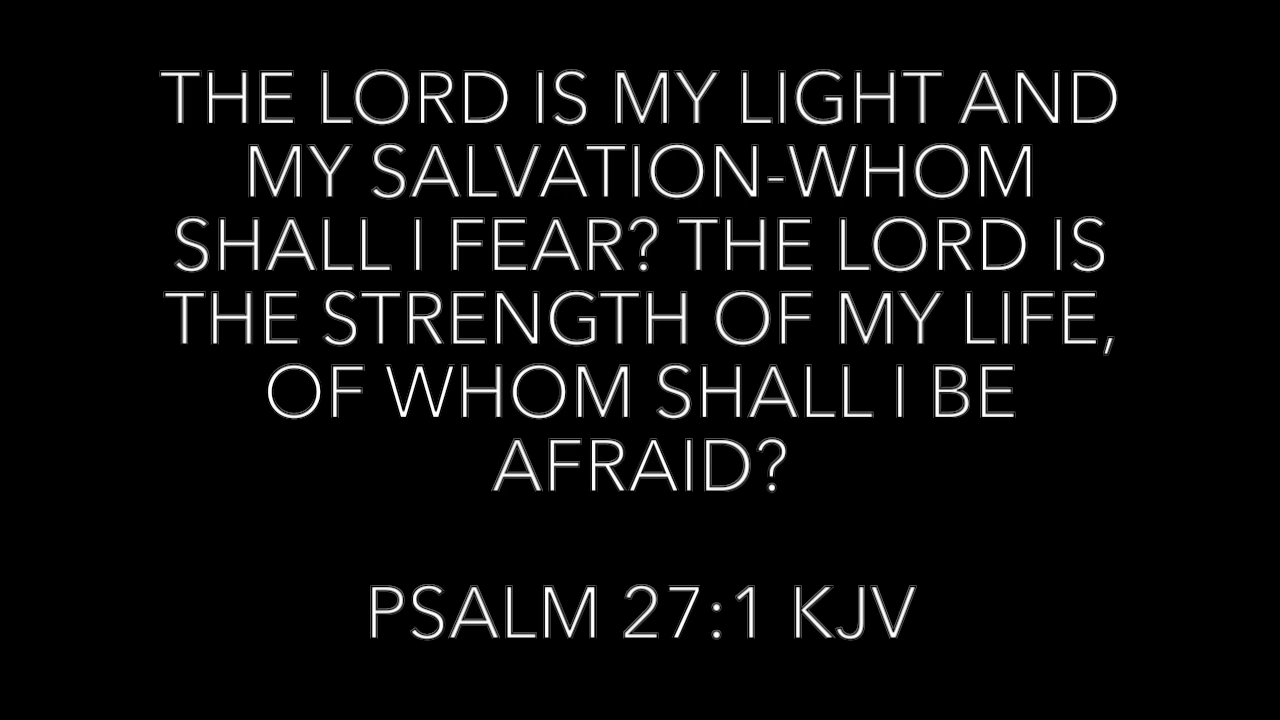 THE LORD IS MY LIGHT AND
MY SALVATION-WHOM
SHALL I FEAR? THE LORD IS
THE STRENGTH OF MY LIFE,
OF WHOM SHALL I BE
AFRAID?
PSALM 27:1 KJV